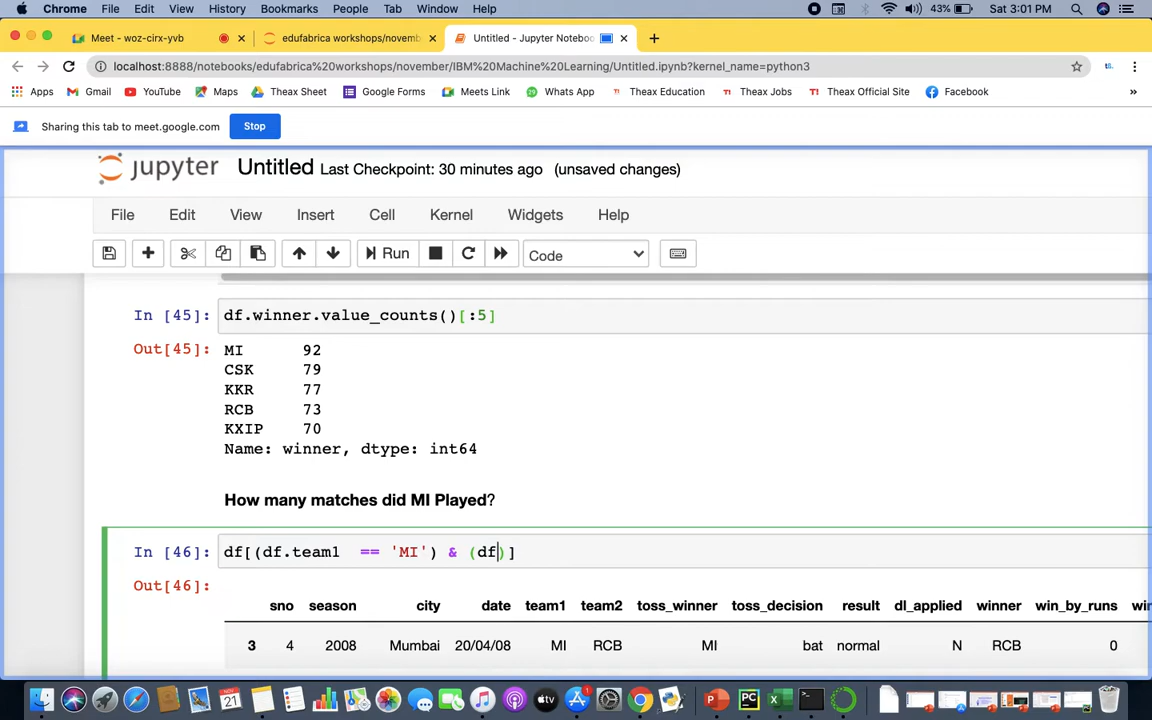 Chrome File Edit View History Bookmarks People Tab Window Help 43% Sat 3:01 PM
Meet - woz-cirx-yvb edufabrica workshops/novemb Untitled - Jupyter Noteboo
localhost:8888/notebooks/edufabrica%20workshops/november/IBM%20Machine%20Learning/Untitled.ipynb?kernel_name=python3
Apps Gmail YouTube Maps Theax Sheet Google Forms Meets Link Whats App Theax Education Theax Jobs Theax Official Site Facebook »
Sharing this tab to meet.google.com Stop
jupyter Untitled Last Checkpoint: 30 minutes ago (unsaved changes)
File Edit View Insert Cell Kernel Widgets Help
Run Code
In [45]: df.winner.value_counts()[:5]
Out[45]: MI 92
CSK 79
KKR 77
RCB 73
KXIP 70
Name: winner, dtype: int64
How many matches did MI Played?
In [46]: df[(df.team1 == 'MI') & (df)]
Out[46]:
sno season city date team1 team2 toss_winner toss_decision result dl_applied winner win_by_runs
3 4 2008 Mumbai 20/04/08 MI RCB MI bat normal N RCB 0